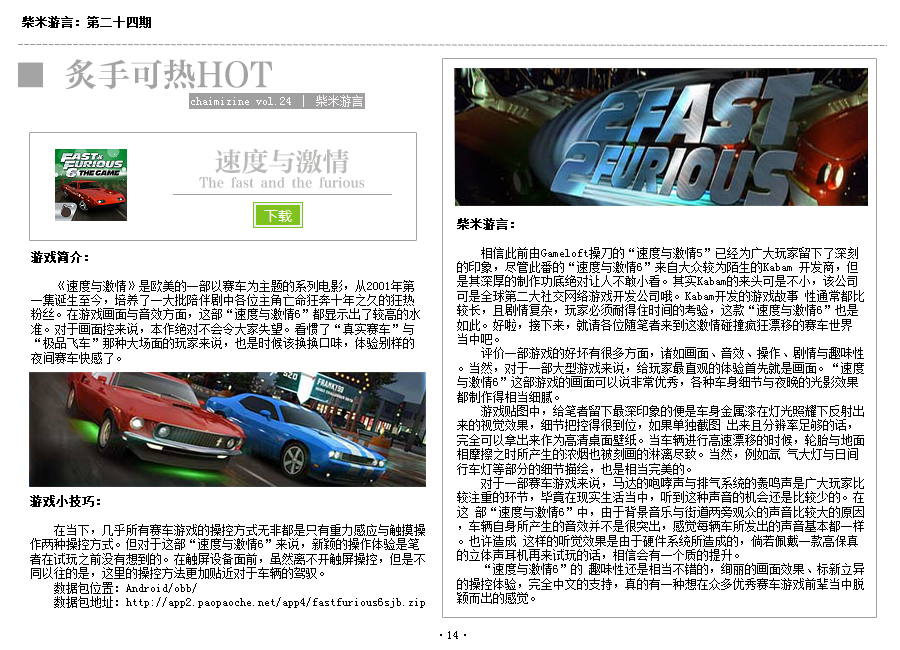 柴米游言：第二十四期
炙手可热HOT
chaimizine vol.24 | 柴米游言
FAST & FURIOUS 6 THE GAME
速度与激情
The fast and the furious
下载
游戏简介：
《速度与激情》是欧美的一部以赛车为主题的系列电影，从2001年第
一集诞生至今，培养了一大批陪伴剧中各位主角亡命狂奔十年之久的狂热
粉丝。在游戏画面与音效方面，这部“速度与激情6”都显示出了较高的水
准。对于画面控来说，本作绝对不会令大家失望。看惯了“真实赛车”与
“极品飞车”那种大场面的玩家来说，也是时候该换换口味，体验别样的
夜间赛车快感了。
游戏小技巧：
在当下，几乎所有赛车游戏的操控方式无非都是只有重力感应与触摸操
作两种操控方式。但对于这部“速度与激情6”来说，新颖的操作体验是笔
者在试玩之前没有想到的。在触屏设备面前，虽然离不开触屏操控，但是不
同以往的是，这里的操控方法更加贴近对于车辆的驾驭。
数据包位置：Android/obb/
数据包地址：http://app2.paopaoche.net/app4/fastfurious6sjb.zip
2FAST
2FURIOUS
柴米游言：
相信此前由Gameloft操刀的“速度与激情5”已经为广大玩家留下了深刻
的印象，尽管此番的“速度与激情6”来自大众较为陌生的Kabam 开发商，但
是其深厚的制作功底绝对让人不敢小看。其实Kabam的来头可是不小，该公司
可是全球第二大社交网络游戏开发公司哦。Kabam开发的游戏故事 性通常都比
较长，且剧情复杂，玩家必须耐得住时间的考验，这款“速度与激情6”也是
如此。好啦，接下来，就请各位随笔者来到这激情碰撞疯狂漂移的赛车世界
当中吧。
评价一部游戏的好坏有很多方面，诸如画面、音效、操作、剧情与趣味性
。当然，对于一部大型游戏来说，给玩家最直观的体验首先就是画面。“速度
与激情6”这部游戏的画面可以说非常优秀，各种车身细节与夜晚的光影效果
都制作得相当细腻。
游戏贴图中，给笔者留下最深印象的便是车身金属漆在灯光照耀下反射出
来的视觉效果，细节把控得很到位，如果单独截图 出来且分辨率足够的话，
完全可以拿出来作为高清桌面壁纸。当车辆进行高速漂移的时候，轮胎与地面
相摩擦之时所产生的浓烟也被刻画的淋漓尽致。当然，例如氙 气大灯与日间
行车灯等部分的细节描绘，也是相当完美的。
对于一部赛车游戏来说，马达的咆哮声与排气系统的轰鸣声是广大玩家比
较注重的环节，毕竟在现实生活当中，听到这种声音的机会还是比较少的。在
这 部“速度与激情6”中，由于背景音乐与街道两旁观众的声音比较大的原因
，车辆自身所产生的音效并不是很突出，感觉每辆车所发出的声音基本都一样
。也许造成 这样的听觉效果是由于硬件系统所造成的，倘若佩戴一款高保真
的立体声耳机再来试玩的话，相信会有一个质的提升。
“速度与激情6”的 趣味性还是相当不错的，绚丽的画面效果、标新立异
的操控体验，完全中文的支持，真的有一种想在众多优秀赛车游戏前辈当中脱
颖而出的感觉。
· 14 ·